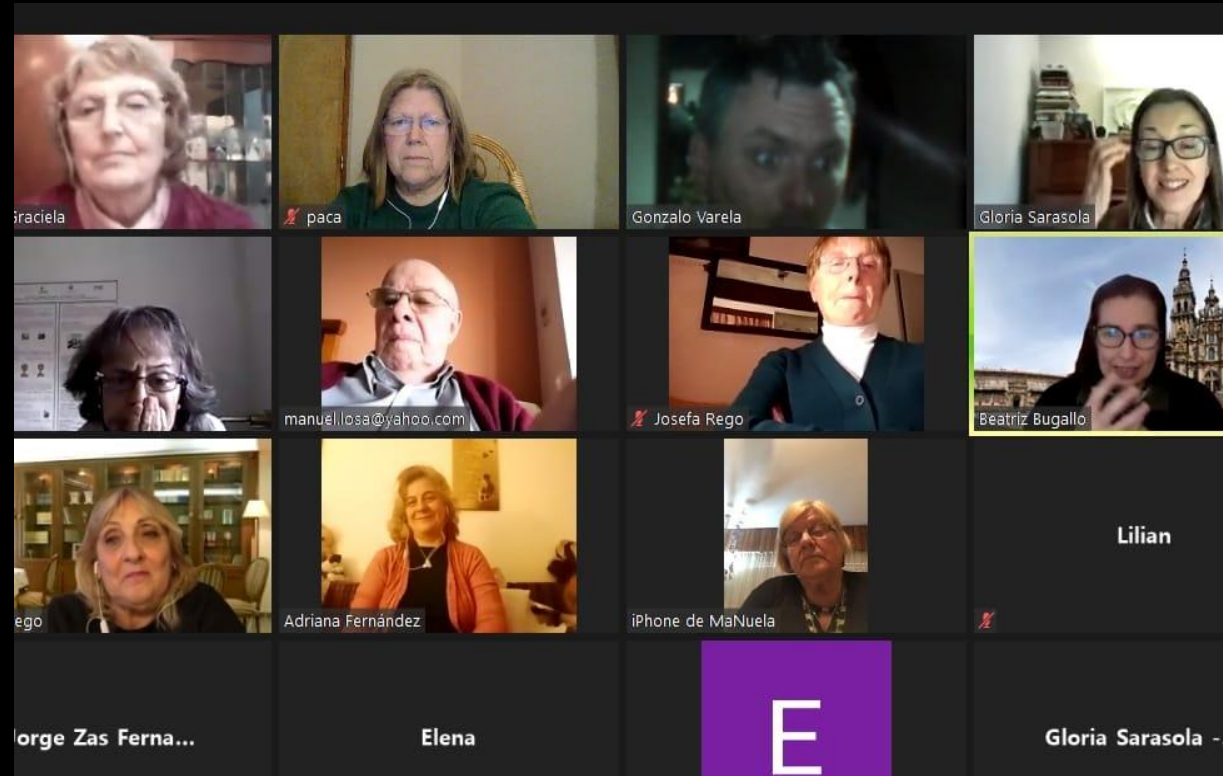 Graciela
paca
Gonzalo Varela
Gloria Sarasola
manuel.losa@yahoo.com
Josefa Rego
Beatriz Bugallo
ego
Adriana Fernández
iPhone de MaNuela
Lilian
Jorge Zas Ferna...
Elena
E
Gloria Sarasola -